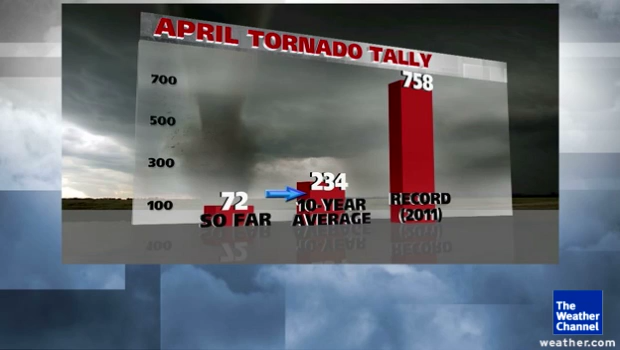 APRIL TORNADO TALLY
758
700
500
300
234
100
72
SO FAR
10-YEAR
AVERAGE
RECORD
(2011)
The
Weather
Channel
weather.com